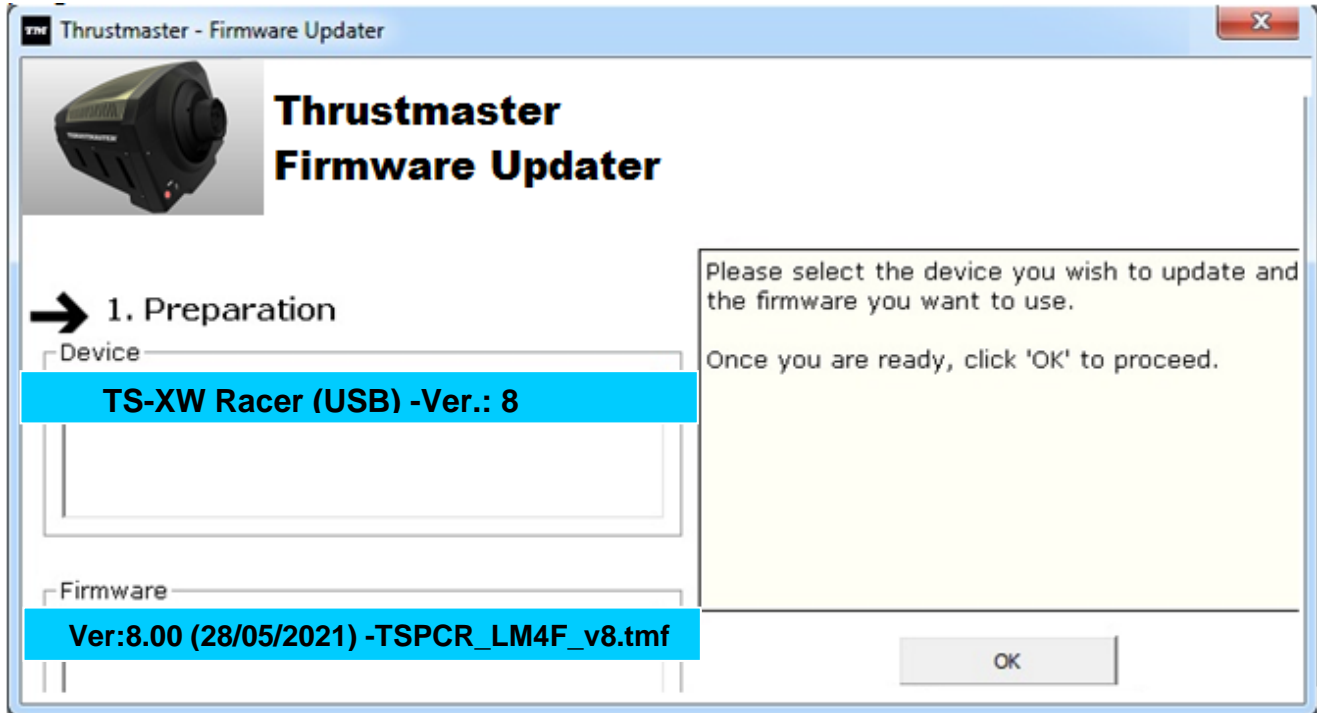 TM Thrustmaster - Firmware Updater
X
Thrustmaster
Firmware Updater
1. Preparation
Device
TS-XW Racer (USB) -Ver.: 8
Firmware
Ver:8.00 (28/05/2021) -TSPCR_LM4F_v8.tmf
Please select the device you wish to update and
the firmware you want to use.
Once you are ready, click 'OK' to proceed.
OK